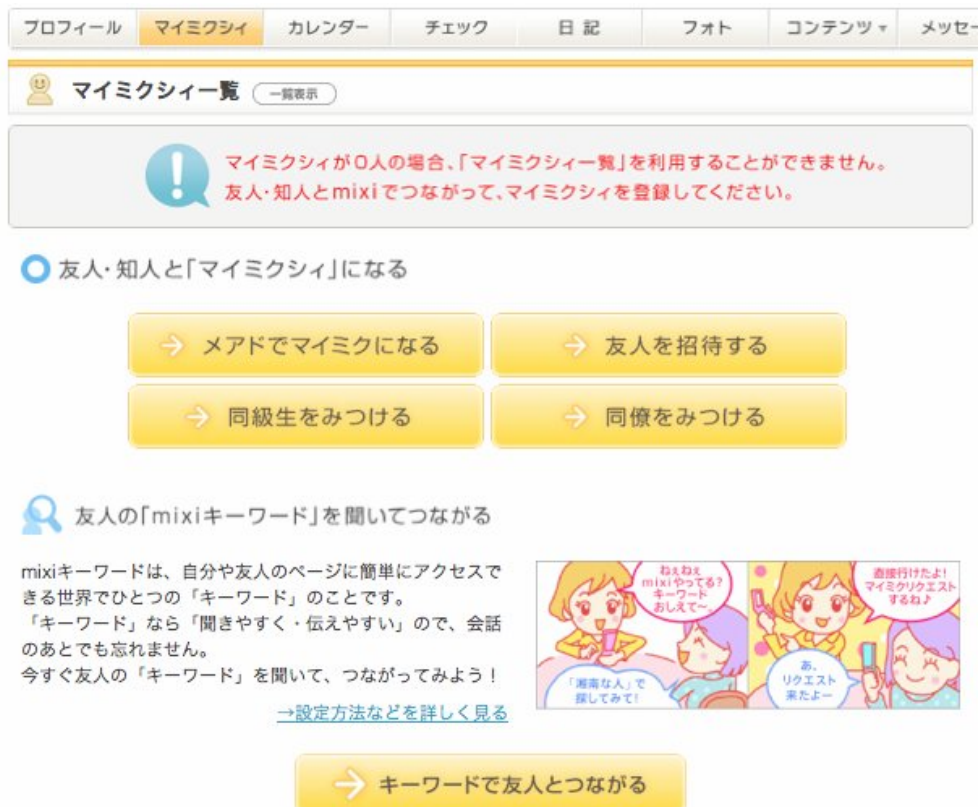 プロフィール マイミクシィ カレンダー チェック 日記 フォト コンテンツ▼ メッセー
マイミクシィ一覧 一覧表示
マイミクシィが0人の場合、「マイミクシィ一覧」を利用することができません。
友人・知人とmixiでつながって、マイミクシィを登録してください。
友人・知人と「マイミクシィ」になる
メアドでマイミクになる 友人を招待する
同級生をみつける 同僚をみつける
友人の「mixiキーワード」を聞いてつながる
mixiキーワードは、自分や友人のページに簡単にアクセスで
きる世界でひとつの「キーワード」のことです。
「キーワード」なら「聞きやすく・伝えやすい」ので、会話
のあとでも忘れません。
今すぐ友人の「キーワード」を聞いて、つながってみよう！
→設定方法などを詳しく見る
ねぇねぇ
mixiやってる?
キーワード
おしえて〜。
「湘南な人」で
探してみて!
直接行けたよ!
マイミクリクエスト
するね♪
あ、
リクエスト
来たよー
キーワードで友人とつながる